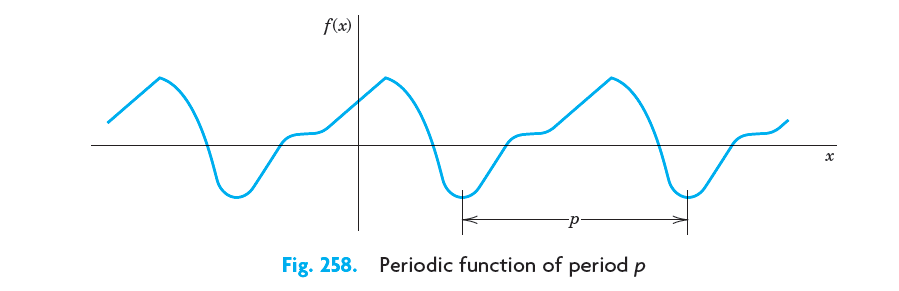 f(x)
x
p
Fig. 258. Periodic function of period p